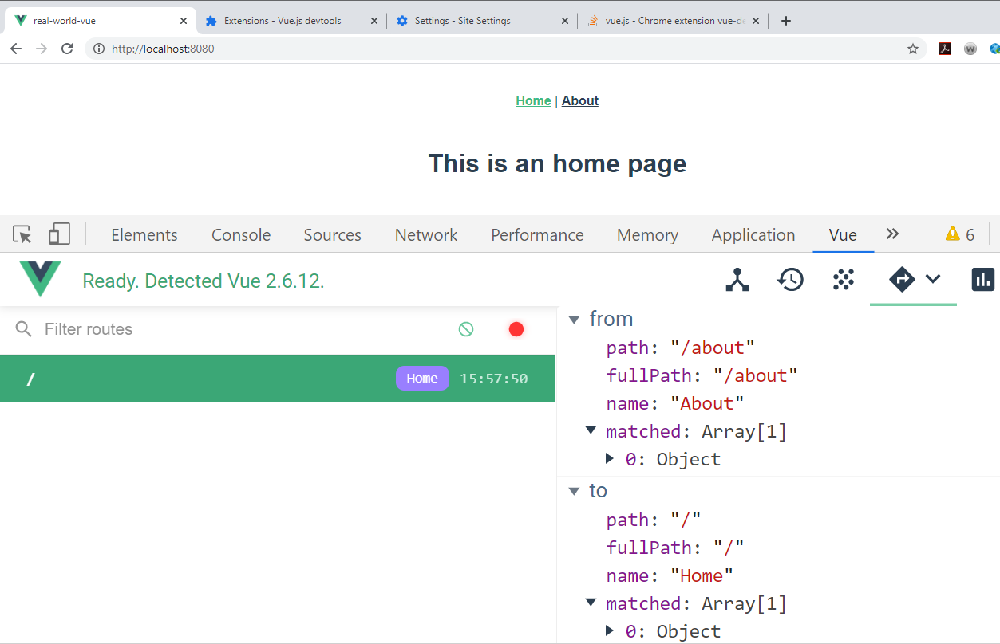 real-world-vue
Extensions - Vue.js devtools
Settings - Site Settings
vue.js - Chrome extension vue-de
http://localhost:8080
W
Home | About
This is an home page
Elements Console Sources Network Performance Memory Application Vue 6
Ready. Detected Vue 2.6.12.
Filter routes
/ Home 15:57:50
from
path: "/about"
fullPath: "/about"
name: "About"
matched: Array[1]
0: Object
to
path: "/"
fullPath: "/"
name: "Home"
matched: Array[1]
0: Object